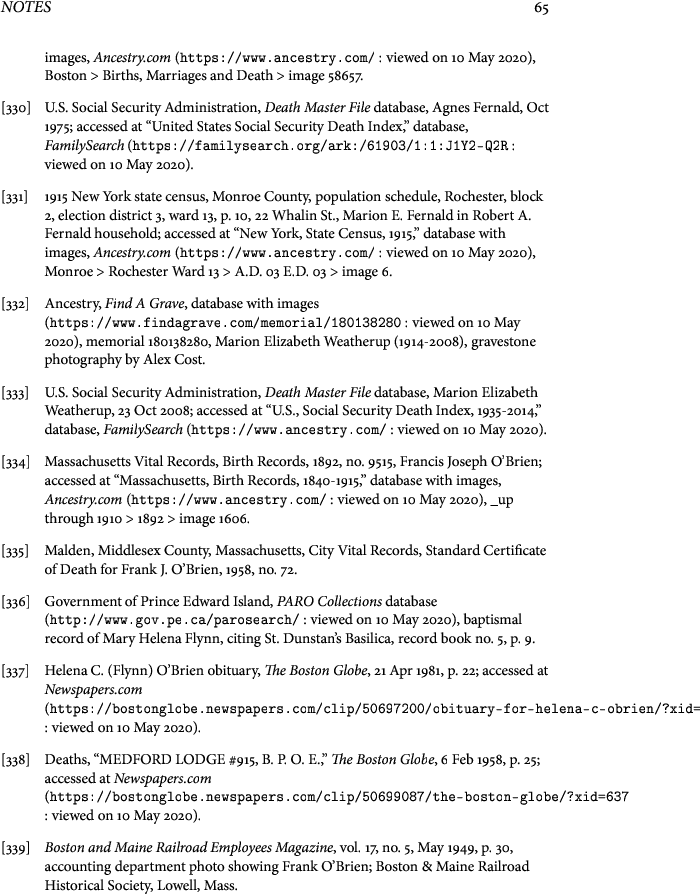 NOTES 65
images, Ancestry.com (https://www.ancestry.com/ : viewed on 10 May 2020),
Boston > Births, Marriages and Death > image 58657.
[330] U.S. Social Security Administration, Death Master File database, Agnes Fernald, Oct
1975; accessed at “United States Social Security Death Index,” database,
FamilySearch (https://familysearch.org/ark:/61903/1:1:J1Y2-Q2R :
viewed on 10 May 2020).
[331] 1915 New York state census, Monroe County, population schedule, Rochester, block
2, election district 3, ward 13, p. 10, 22 Whalin St., Marion E. Fernald in Robert A.
Fernald household; accessed at “New York, State Census, 1915,” database with
images, Ancestry.com (https://www.ancestry.com/ : viewed on 10 May 2020),
Monroe > Rochester Ward 13 > A.D. 03 E.D. 03 > image 6.
[332] Ancestry, Find A Grave, database with images
(https://www.findagrave.com/memorial/180138280 : viewed on 10 May
2020), memorial 180138280, Marion Elizabeth Weatherup (1914-2008), gravestone
photography by Alex Cost.
[333] U.S. Social Security Administration, Death Master File database, Marion Elizabeth
Weatherup, 23 Oct 2008; accessed at “U.S., Social Security Death Index, 1935-2014,”
database, FamilySearch (https://www.ancestry.com/ : viewed on 10 May 2020).
[334] Massachusetts Vital Records, Birth Records, 1892, no. 9515, Francis Joseph O’Brien;
accessed at “Massachusetts, Birth Records, 1840-1915,” database with images,
Ancestry.com (https://www.ancestry.com/ : viewed on 10 May 2020), _up
through 1910 > 1892 > image 1606.
[335] Malden, Middlesex County, Massachusetts, City Vital Records, Standard Certificate
of Death for Frank J. O’Brien, 1958, no. 72.
[336] Government of Prince Edward Island, PARO Collections database
(http://www.gov.pe.ca/parosearch/ : viewed on 10 May 2020), baptismal
record of Mary Helena Flynn, citing St. Dunstan’s Basilica, record book no. 5, p. 9.
[337] Helena C. (Flynn) O’Brien obituary, The Boston Globe, 21 Apr 1981, p. 22; accessed at
Newspapers.com
(https://bostonglobe.newspapers.com/clip/50697200/obituary-for-helena-c-obrien/?xid=
: viewed on 10 May 2020).
[338] Deaths, “MEDFORD LODGE #915, B. P. O. E.,” The Boston Globe, 6 Feb 1958, p. 25;
accessed at Newspapers.com
(https://bostonglobe.newspapers.com/clip/50699087/the-boston-globe/?xid=637
: viewed on 10 May 2020).
[339] Boston and Maine Railroad Employees Magazine, vol. 17, no. 5, May 1949, p. 30,
accounting department photo showing Frank O’Brien; Boston & Maine Railroad
Historical Society, Lowell, Mass.